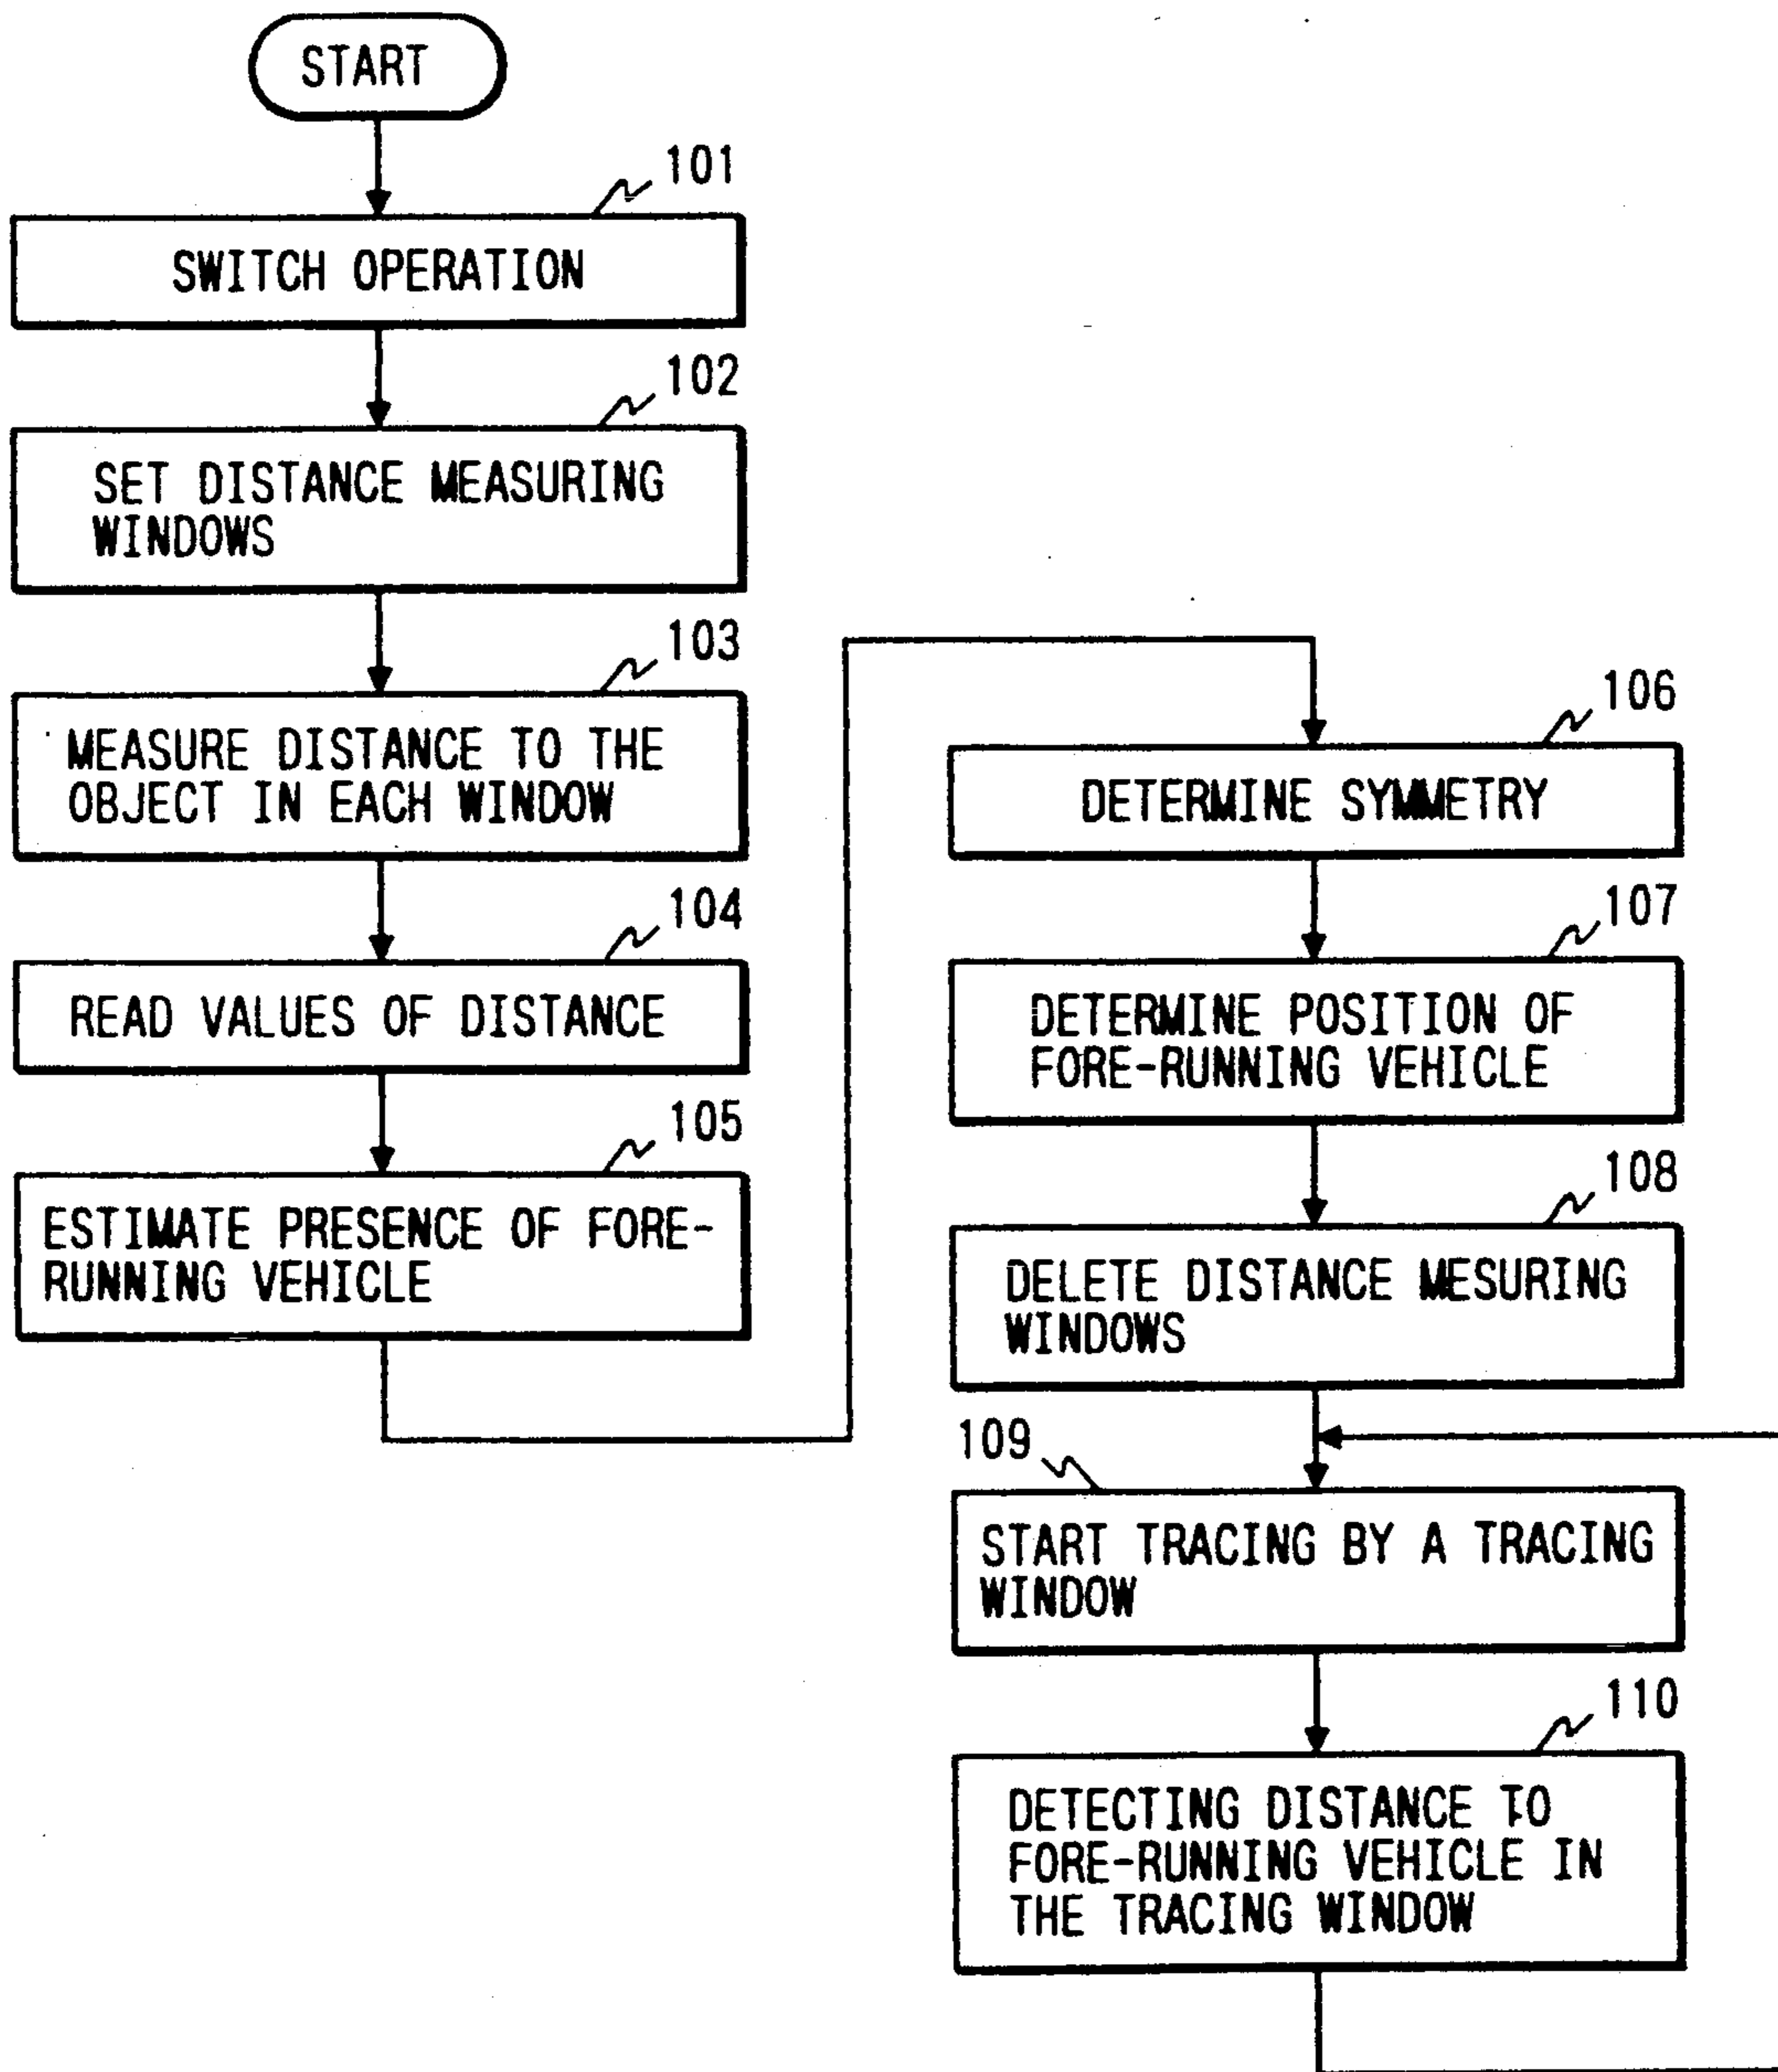 START
101
SWITCH OPERATION
102
SET DISTANCE MEASURING
WINDOWS
103
MEASURE DISTANCE TO THE
OBJECT IN EACH WINDOW
104
READ VALUES OF DISTANCE
105
ESTIMATE PRESENCE OF FORE-
RUNNING VEHICLE
106
DETERMINE SYMMETRY
107
DETERMINE POSITION OF
FORE-RUNNING VEHICLE
108
DELETE DISTANCE MESURING
WINDOWS
109
START TRACING BY A TRACING
WINDOW
110
DETECTING DISTANCE TO
FORE-RUNNING VEHICLE IN
THE TRACING WINDOW